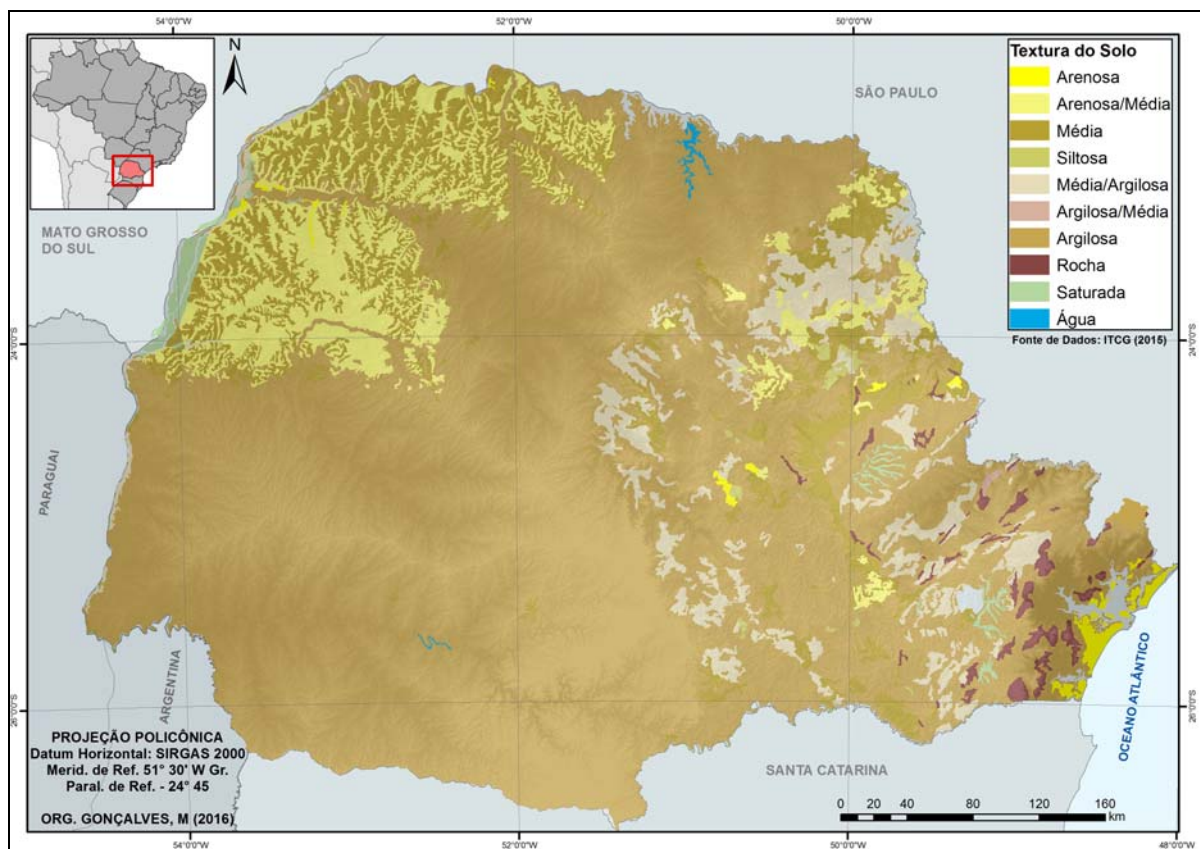 54°0'0"W
52°0'0"W
50°0'0"W
N
SÃO PAULO
Textura do Solo
Arenosa
Arenosa/Média
Média
Siltosa
Média/Argilosa
Argilosa/Média
Argilosa
Rocha
Saturada
Água
Fonte de Dados: ITCG (2015)
MATO GROSSO
DO SUL
24°0'0"S
24°0'0"S
PARAGUAI
ARGENTINA
26°0'0"S
26°0'0"S
OCEANO ATLÂNTICO
SANTA CATARINA
PROJEÇÃO POLICÔNICA
Datum Horizontal: SIRGAS 2000
Merid. de Ref. 51° 30' W Gr.
Paral. de Ref. - 24° 45
ORG. GONÇALVES, M (2016)
0 20 40 80 120 160
km
54°0'0"W
52°0'0"W
50°0'0"W
48°0'0"W